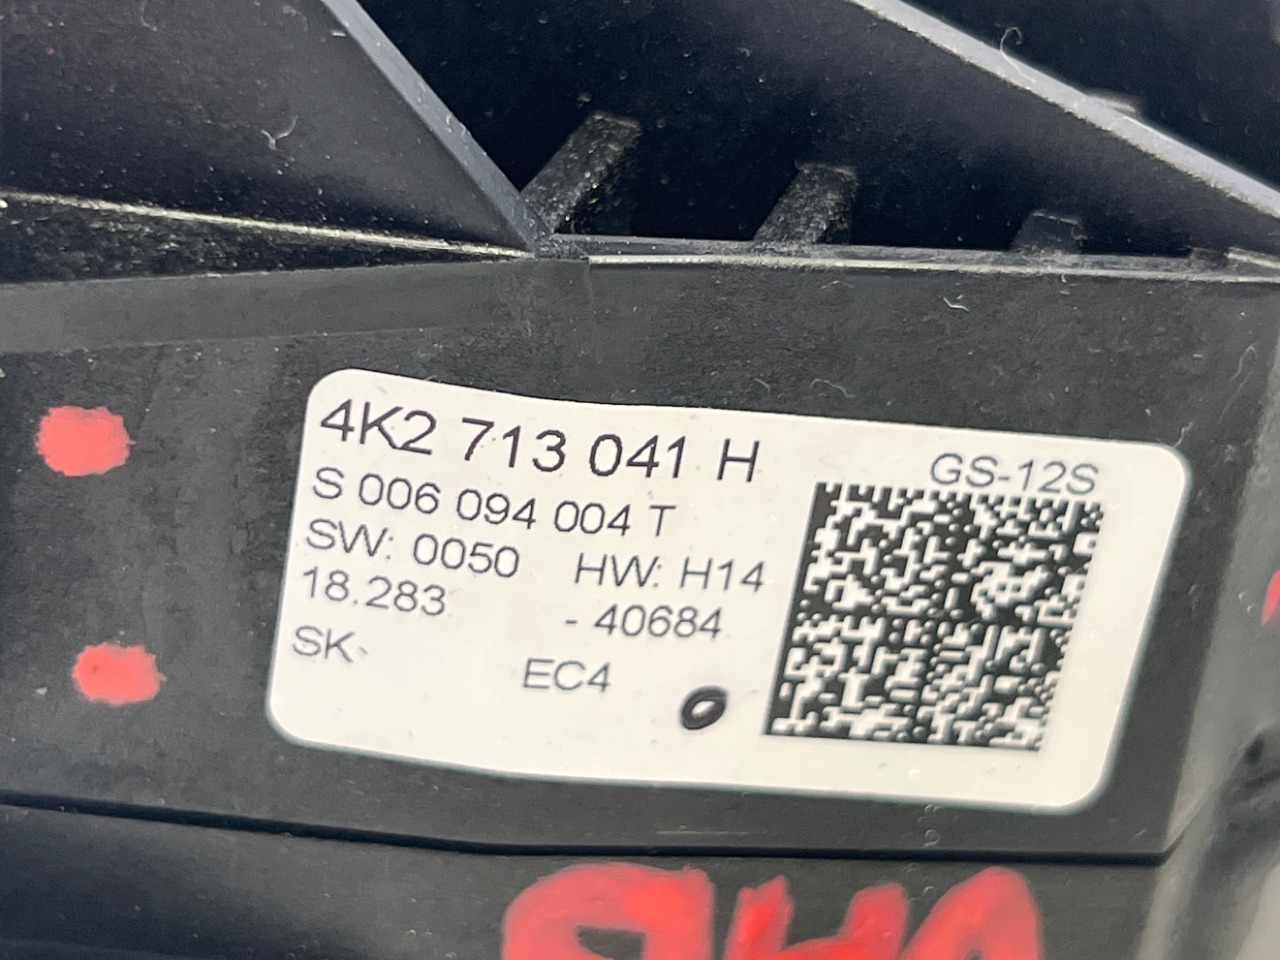 4K2 713 041 H
GS-12S
S 006 094 004 T
SW: 0050 HW: H14
18.283 - 40684
SK
EC4